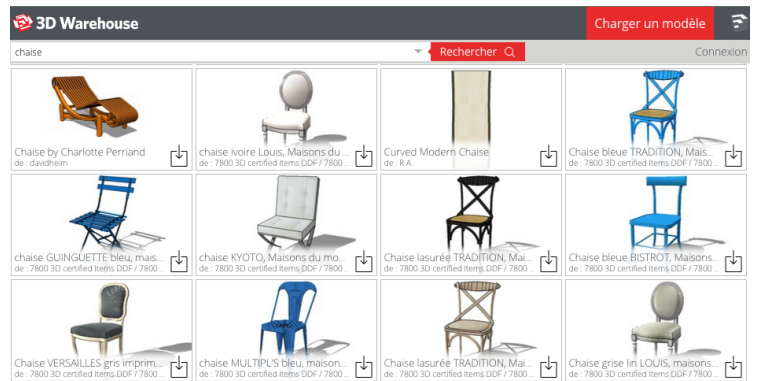 3D Warehouse
Charger un modèle
chaise
Rechercher
Connexion
Chaise by Charlotte Perriand
de : davidheim
chaise ivoire Louis, Maisons du ...
de : 7800 3D certified Items DDF / 7800 ...
Curved Modern Chaise
de : R A.
Chaise bleue TRADITION, Mais...
de : 7800 3D certified Items DDF / 7800 ...
chaise GUINGUETTE bleu, mais...
de : 7800 3D certified Items DDF / 7800 ...
chaise KYOTO, Maisons du mo...
de : 7800 3D certified Items DDF / 7800 ...
Chaise lasurée TRADITION, Mai...
de : 7800 3D certified Items DDF / 7800 ...
Chaise bleue BISTROT, Maisons...
de : 7800 3D certified Items DDF / 7800 ...
Chaise VERSAILLES gris imprim...
de : 7800 3D certified Items DDF / 7800 ...
chaise MULTIPL'S bleu, maison...
de : 7800 3D certified Items DDF / 7800 ...
Chaise lasurée TRADITION, Mai...
de : 7800 3D certified Items DDF / 7800 ...
Chaise grise lin LOUIS, maisons...
de : 7800 3D certified Items DDF / 7800 ...